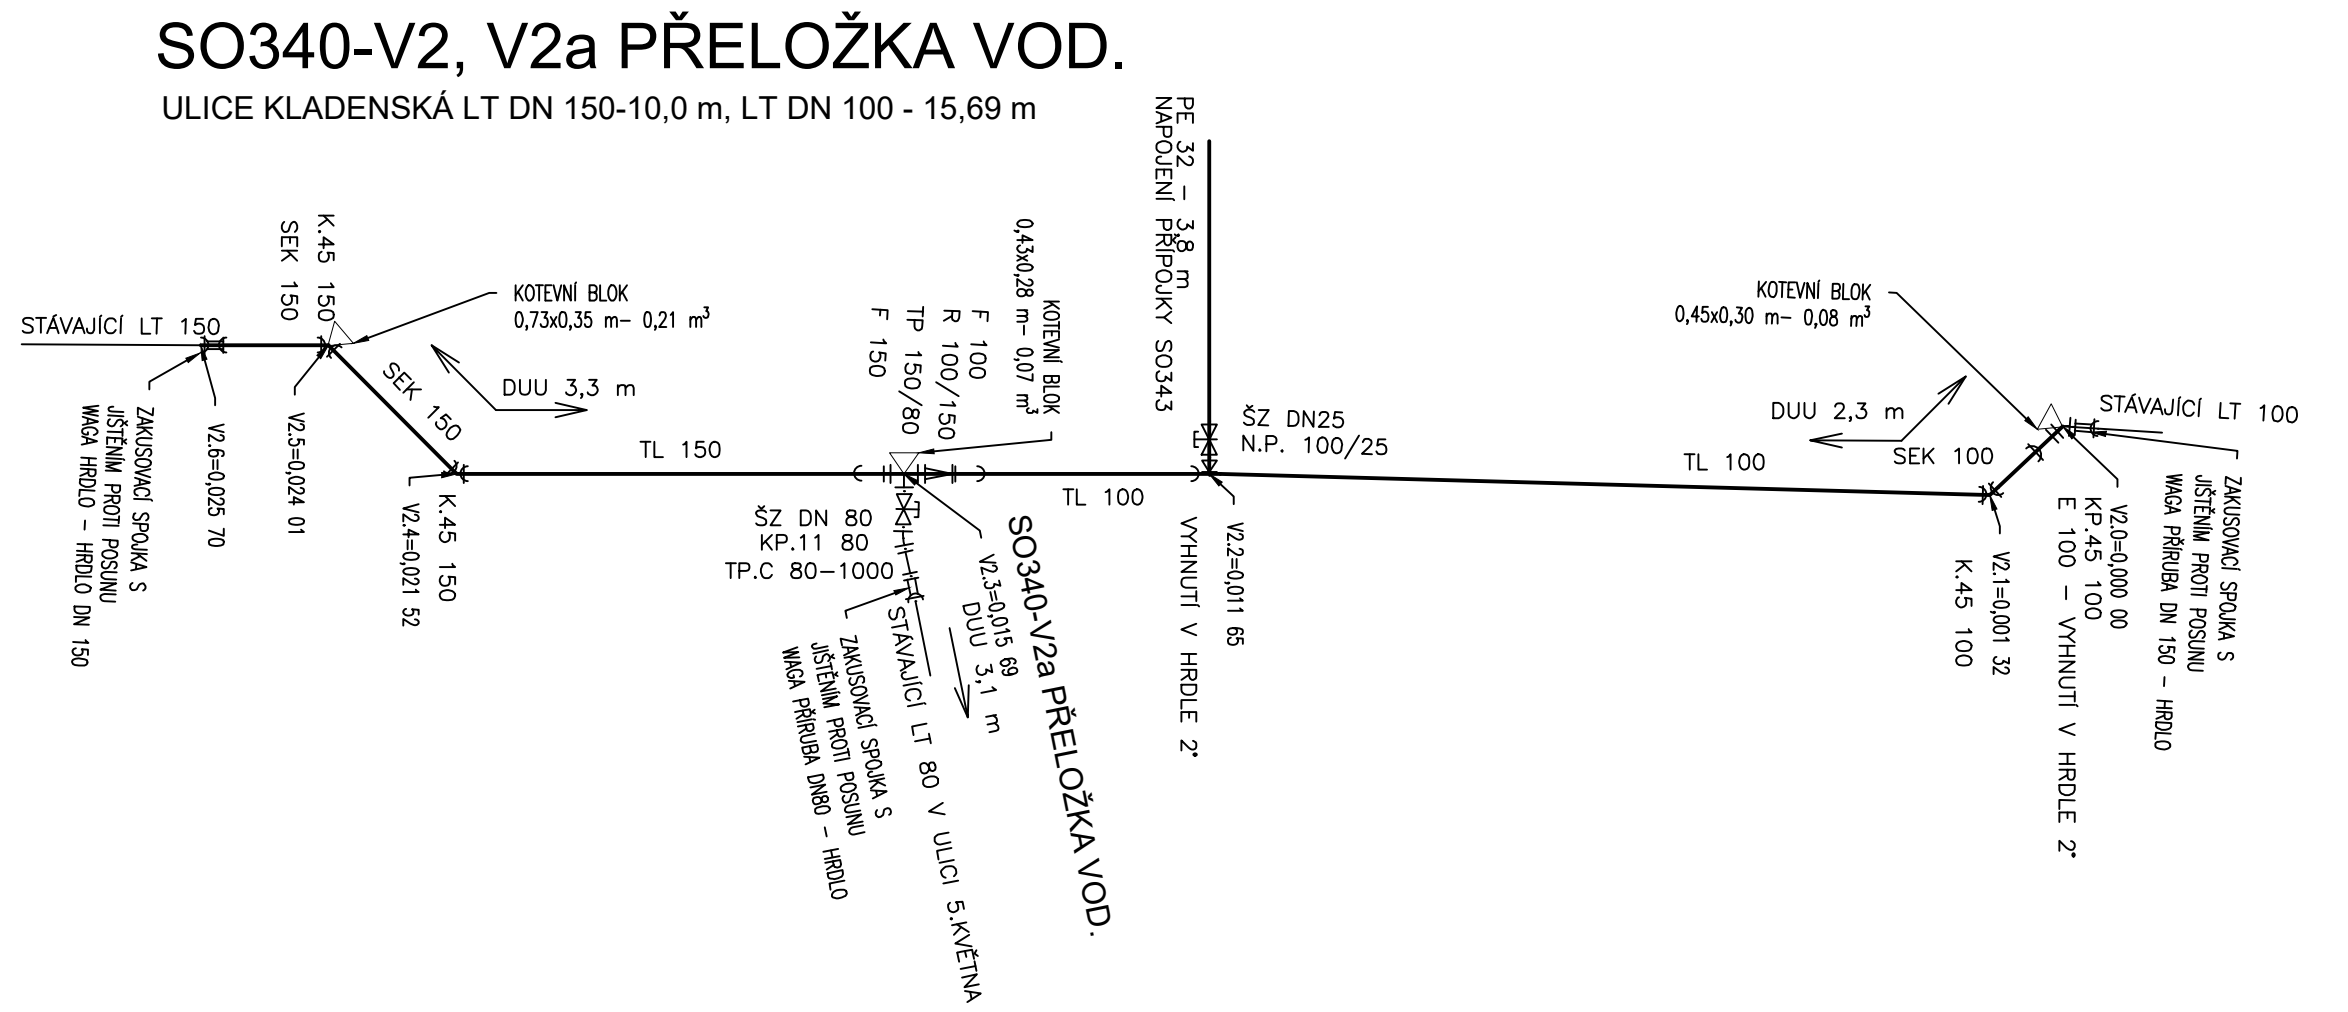 SO340-V2, V2a PŘELOŽKA VOD.
ULICE KLADENSKÁ LT DN 150-10,0 m, LT DN 100 - 15,69 m
STÁVAJÍCÍ LT 150
SEK 150
K.45 150
KOTEVNÍ BLOK
0,73x0,35 m- 0,21 m³
DUU 3,3 m
SEK 150
ZAKUSOVACÍ SPOJKA S
JIŠTĚNÍM PROTI POSUNU
WAGA HRDLO - HRDLO DN 150
V2.6=0,025 70
V2.5=0,024 01
V2.4=0,021 52
K.45 150
TL 150
F 150
TP 150/80
R 100/150
F 100
KOTEVNÍ BLOK
0,43x0,28 m- 0,07 m³
ŠZ DN 80
KP.11 80
TP.C 80-1000
ZAKUSOVACÍ SPOJKA S
JIŠTĚNÍM PROTI POSUNU
WAGA PŘÍRUBA DN80 - HRDLO
STÁVAJÍCÍ LT 80 V ULICI 5.KVĚTNA
DUU 3,1 m
V2.3=0,015 69
SO340-V2a PŘELOŽKA VOD.
TL 100
PE 32 - 3,8 m
NAPOJENÍ PŘÍPOJKY SO343
ŠZ DN25
N.P. 100/25
VYHNUTÍ V HRDLE 2°
V2.2=0,011 65
TL 100
KOTEVNÍ BLOK
0,45x0,30 m- 0,08 m³
DUU 2,3 m
SEK 100
STÁVAJÍCÍ LT 100
K.45 100
V2.1=0,001 32
E 100 - VYHNUTÍ V HRDLE 2°
KP.45 100
V2.0=0,000 00
ZAKUSOVACÍ SPOJKA S
JIŠTĚNÍM PROTI POSUNU
WAGA PŘÍRUBA DN 150 - HRDLO